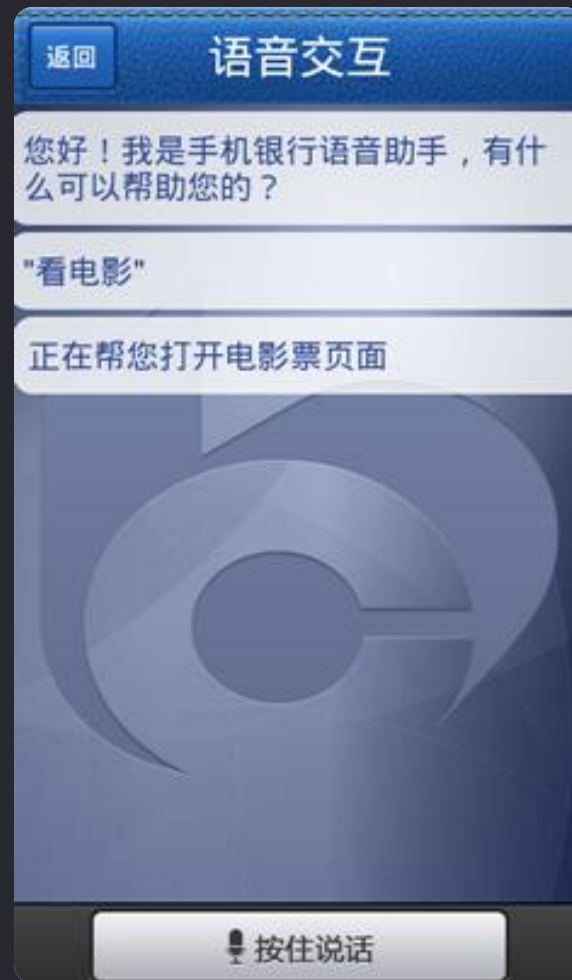 返回
语音交互
您好！我是手机银行语音助手，有什
么可以帮助您的？
"看电影"
正在帮您打开电影票页面
按住说话